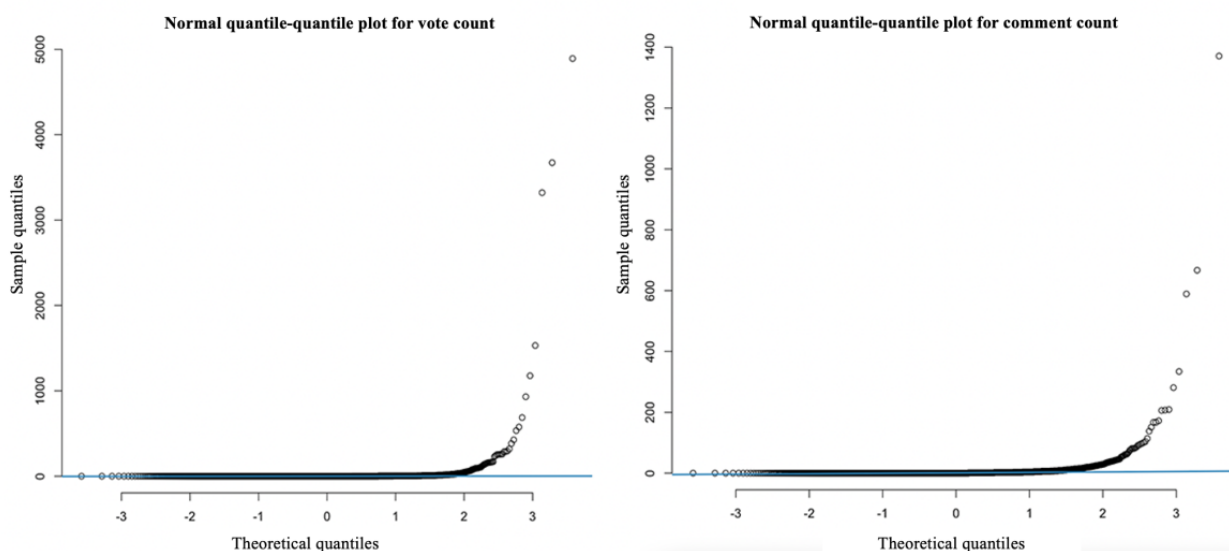 Normal quantile-quantile plot for vote count
Sample quantiles
5000
4000
3000
2000
1000
0
-3 -2 -1 0 1 2 3
Theoretical quantiles
Normal quantile-quantile plot for comment count
Sample quantiles
1400
1200
1000
800
600
400
200
0
-3 -2 -1 0 1 2 3
Theoretical quantiles